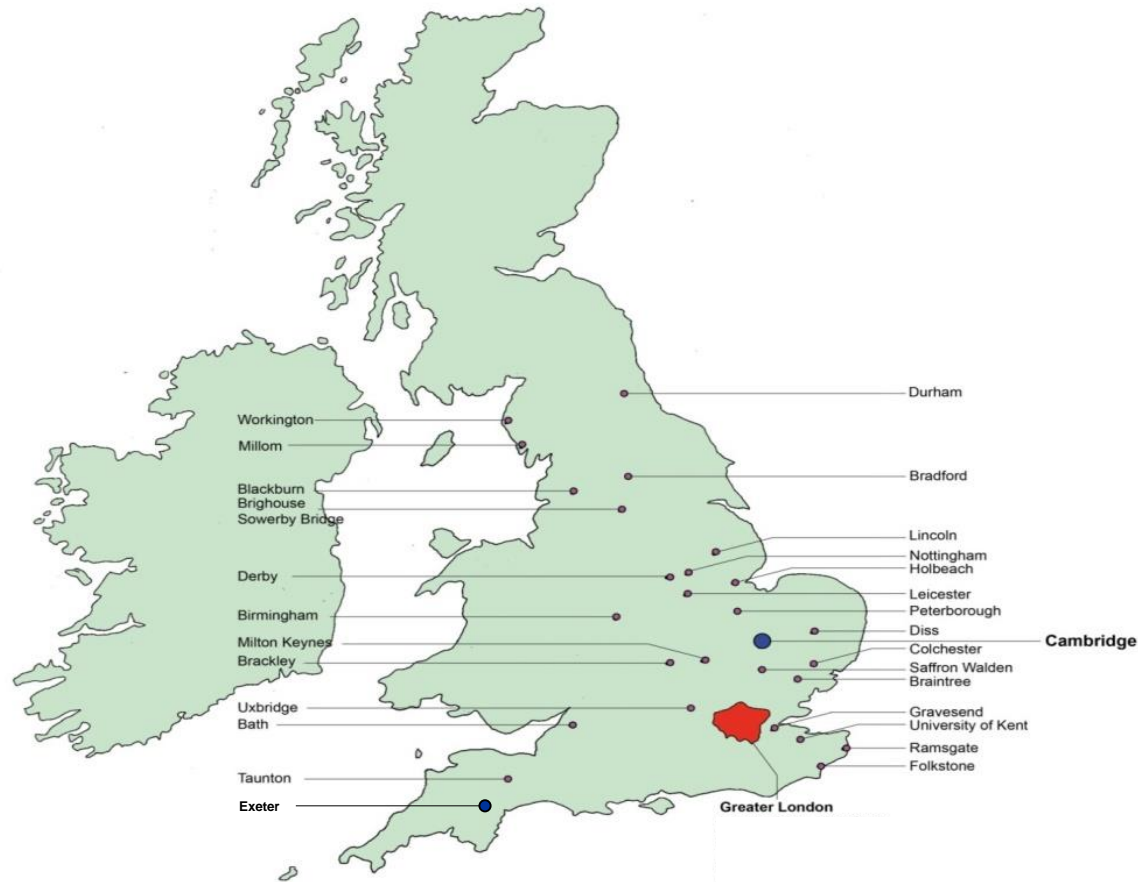 Workington
Millom
Blackburn
Brighouse
Sowerby Bridge
Derby
Birmingham
Milton Keynes
Brackley
Uxbridge
Bath
Taunton
Exeter
Durham
Bradford
Lincoln
Nottingham
Holbeach
Leicester
Peterborough
Diss
Cambridge
Colchester
Saffron Walden
Braintree
Gravesend
University of Kent
Ramsgate
Folkstone
Greater London